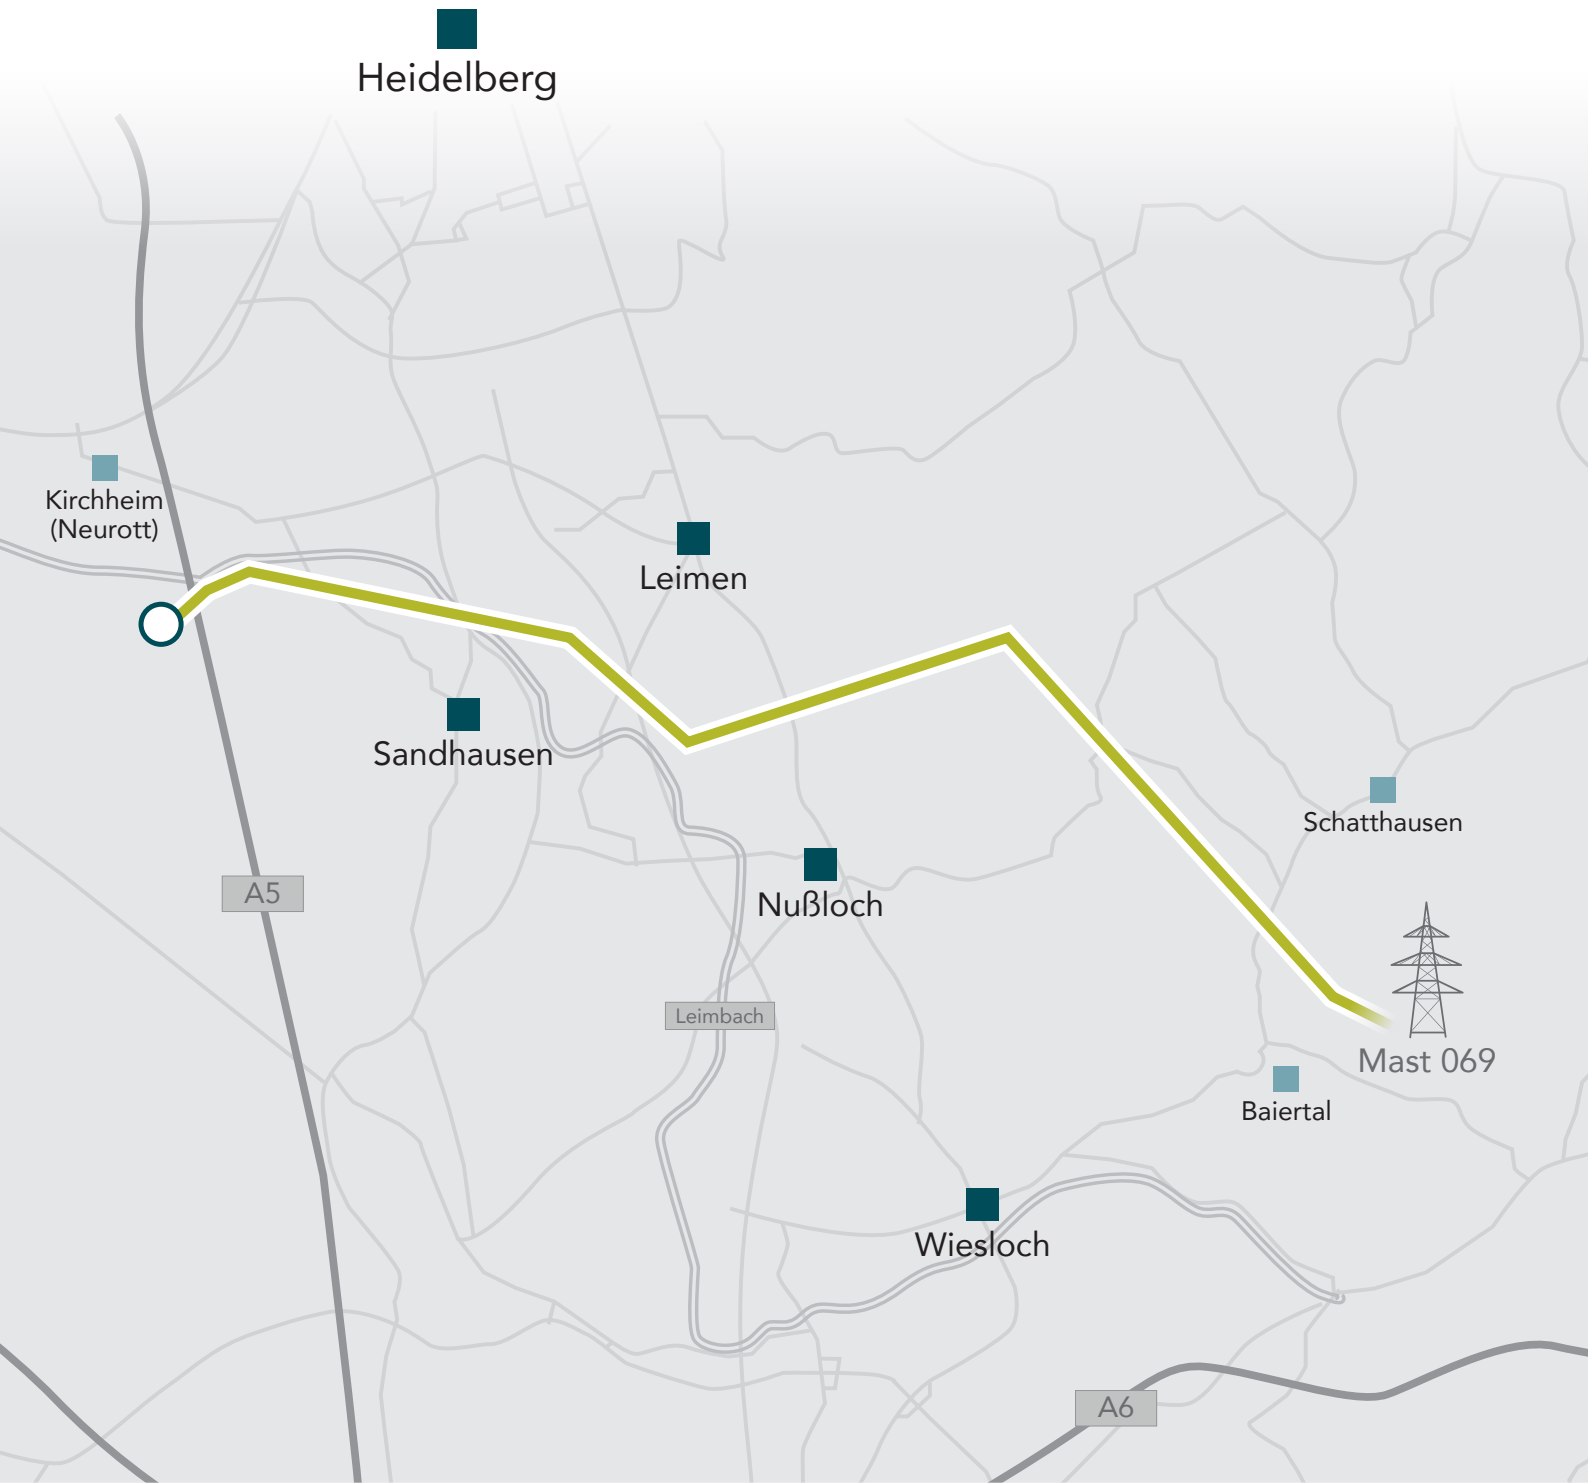 Heidelberg
Kirchheim
(Neurott)
Leimen
Sandhausen
Schatthausen
A5
Nußloch
Leimbach
Mast 069
Baiertal
Wiesloch
A6